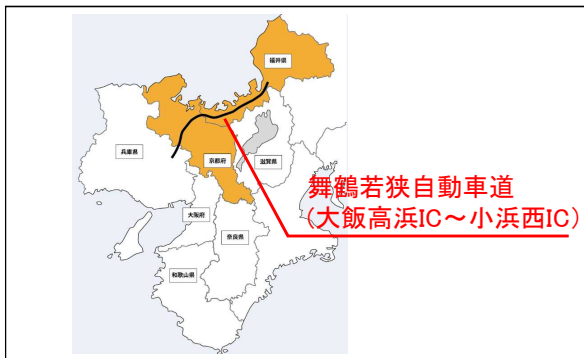 福井県
兵庫県
京都府
滋賀県
舞鶴若狭自動車道
(大飯高浜IC～小浜西IC)
大阪府
奈良県
和歌山県